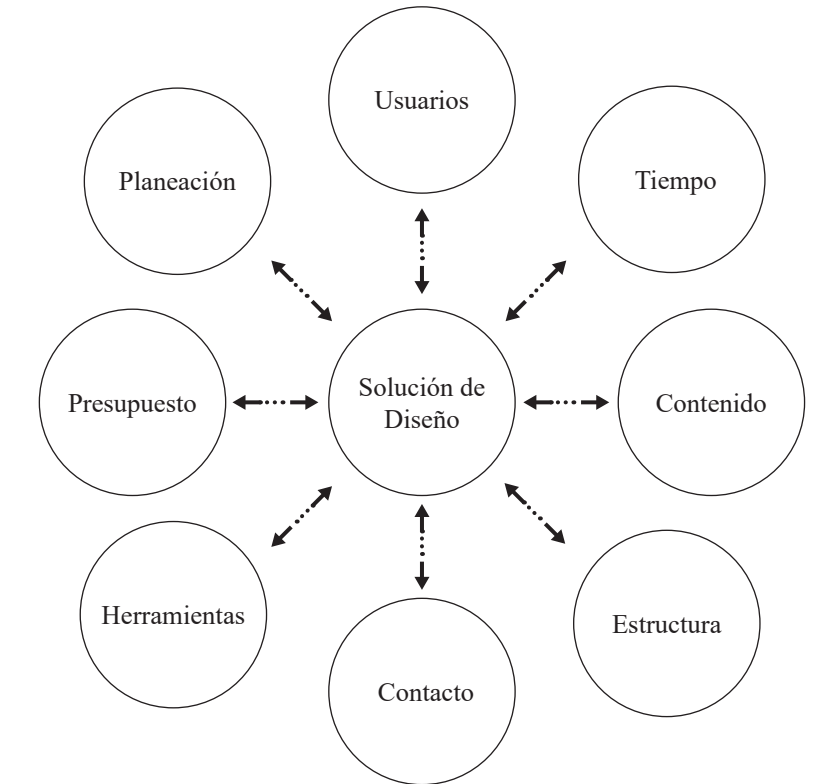 Usuarios
Planeación
Tiempo
Presupuesto
Solución de
Diseño
Contenido
Herramientas
Estructura
Contacto